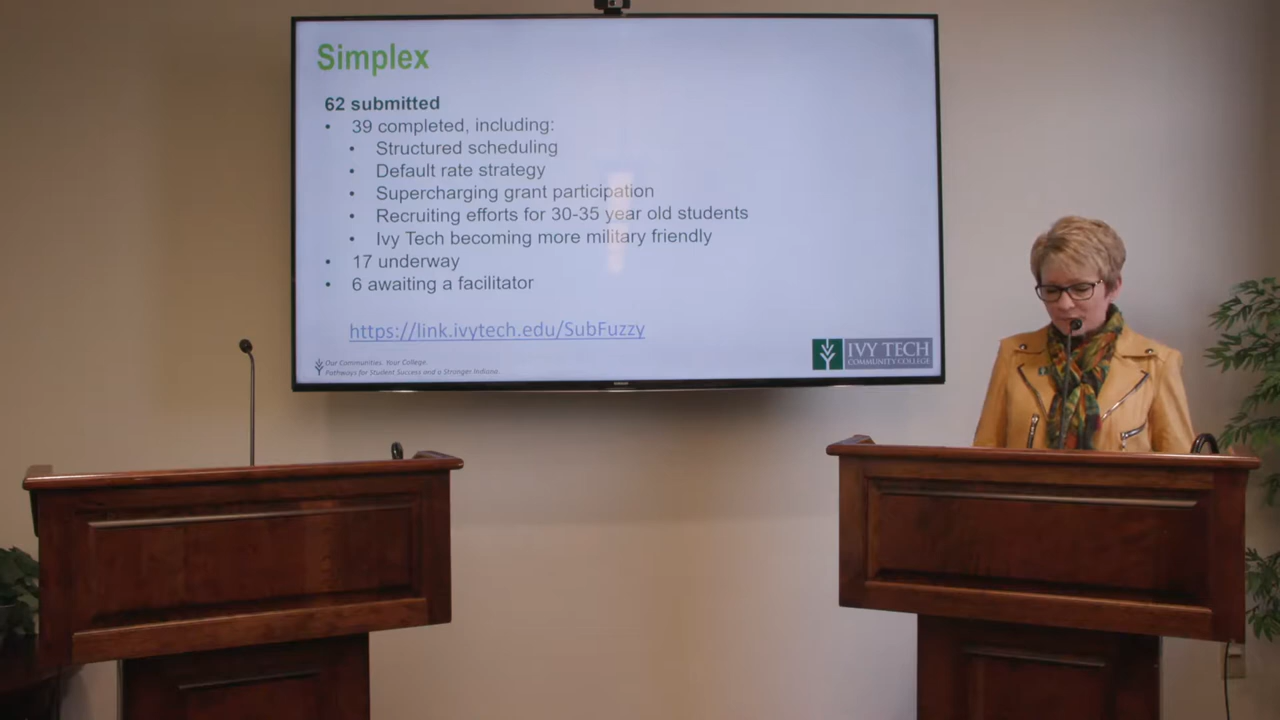 Simplex
62 submitted
• 39 completed, including:
• Structured scheduling
• Default rate strategy
• Supercharging grant participation
• Recruiting efforts for 30-35 year old students
• Ivy Tech becoming more military friendly
• 17 underway
• 6 awaiting a facilitator
https://link.ivytech.edu/SubFuzzy
Our Communities. Your College.
Pathways for Student Success and a Stronger Indiana.
IVY TECH
COMMUNITY COLLEGE